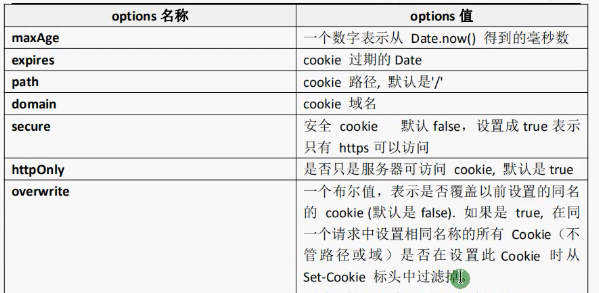 options 名称 options 值
maxAge 一个数字表示从 Date.now() 得到的毫秒数
expires cookie 过期的 Date
path cookie 路径, 默认是'/'
domain cookie 域名
secure 安全 cookie 默认 false，设置成 true 表示
只有 https 可以访问
httpOnly 是否只是服务器可访问 cookie, 默认是 true
overwrite 一个布尔值，表示是否覆盖以前设置的同名
的 cookie (默认是 false). 如果是 true, 在同
一个请求中设置相同名称的所有 Cookie（不
管路径或域）是否在设置此 Cookie 时从
Set-Cookie 标头中过滤掉。